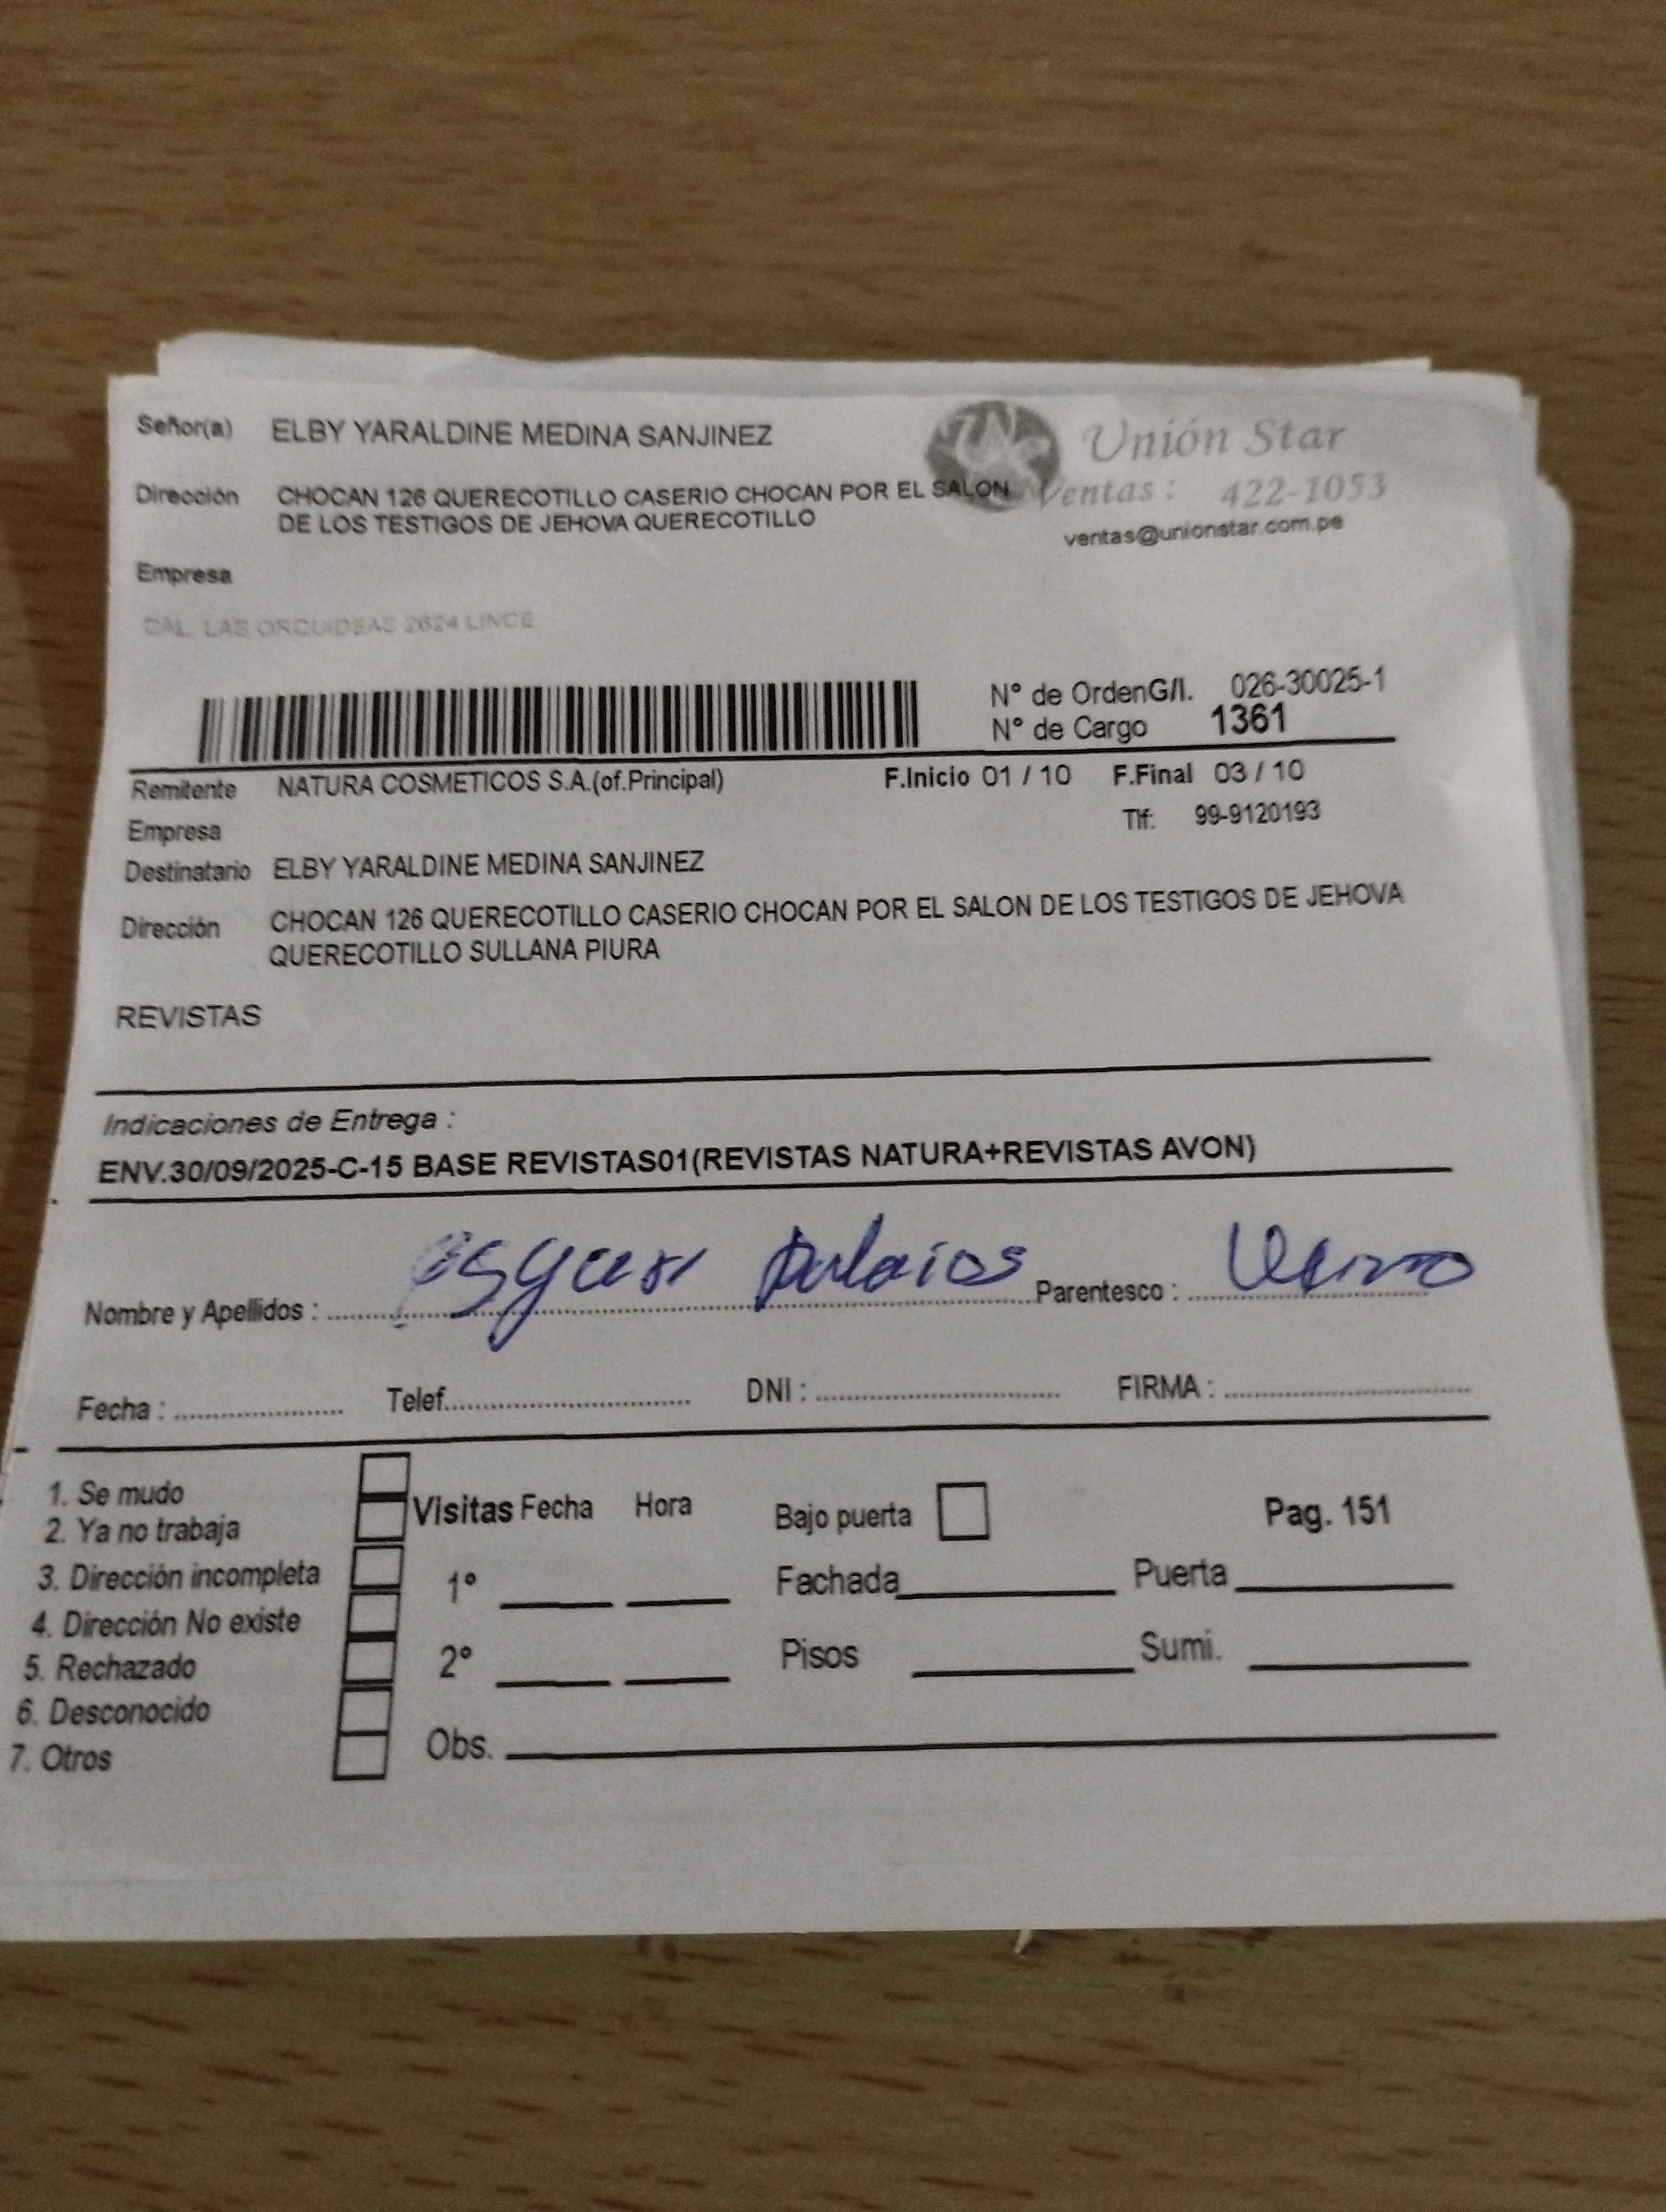 Señor(a) ELBY YARALDINE MEDINA SANJINEZ
Unión Star
Dirección CHOCAN 126 QUERECOTILLO CASERIO CHOCAN POR EL SALON
DE LOS TESTIGOS DE JEHOVA QUERECOTILLO
Ventas: 422-1053
ventas@unionstar.com.pe
Empresa
CAL. LAS ORQUIDEAS 2624 LINCE
N° de OrdenG/I. 026-30025-1
N° de Cargo 1361
Remitente NATURA COSMETICOS S.A.(of.Principal) F.Inicio 01 / 10 F.Final 03 / 10
Empresa Tlf: 99-9120193
Destinatario ELBY YARALDINE MEDINA SANJINEZ
Dirección CHOCAN 126 QUERECOTILLO CASERIO CHOCAN POR EL SALON DE LOS TESTIGOS DE JEHOVA
QUERECOTILLO SULLANA PIURA
REVISTAS
Indicaciones de Entrega :
ENV.30/09/2025-C-15 BASE REVISTAS01(REVISTAS NATURA+REVISTAS AVON)
Nombre y Apellidos : Parentesco :
Fecha : Telef. DNI : FIRMA :
1. Se mudo
2. Ya no trabaja
3. Dirección incompleta
4. Dirección No existe
5. Rechazado
6. Desconocido
7. Otros
Visitas Fecha Hora Bajo puerta Pag. 151
1° Fachada Puerta
2° Pisos Sumi.
Obs.